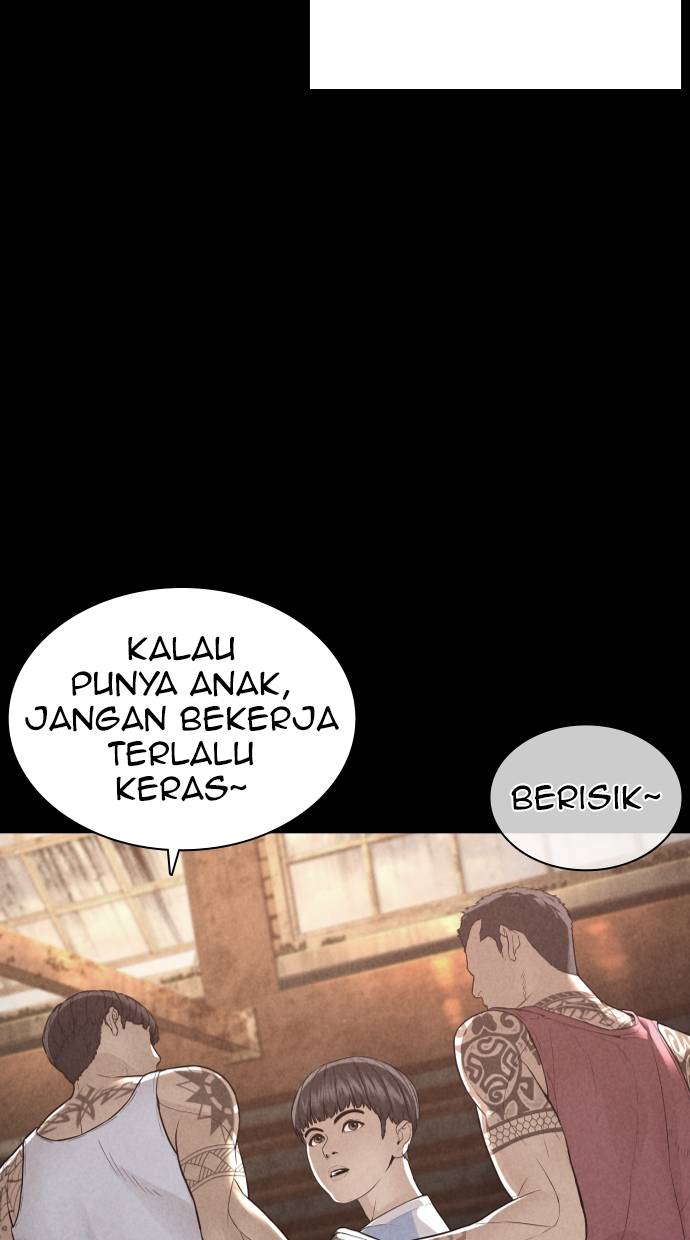 KALAU
PUNYA ANAK,
JANGAN BEKERJA
TERLALU
KERAS~
BERISIK~